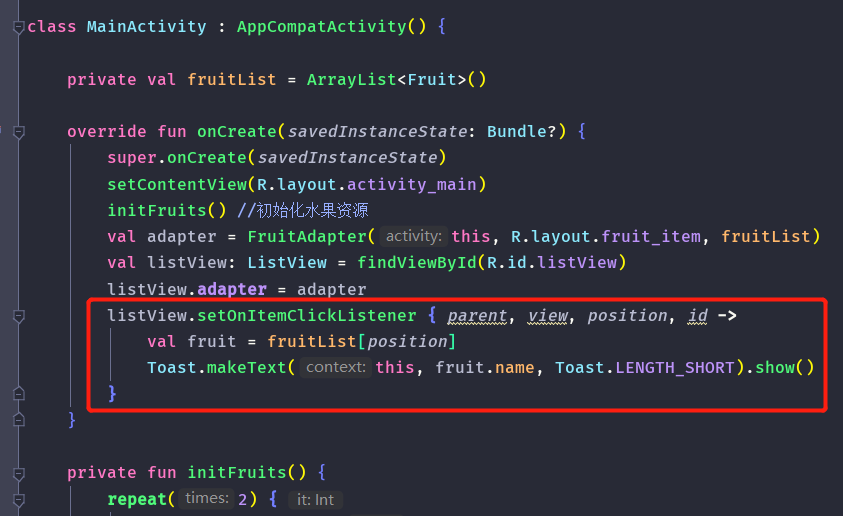 class MainActivity : AppCompatActivity() {
private val fruitList = ArrayList<Fruit>()
override fun onCreate(savedInstanceState: Bundle?) {
super.onCreate(savedInstanceState)
setContentView(R.layout.activity_main)
initFruits() //初始化水果资源
val adapter = FruitAdapter( activity: this, R.layout.fruit_item, fruitList)
val listView: ListView = findViewById(R.id.listView)
listView.adapter = adapter
listView.setOnItemClickListener { parent, view, position, id ->
val fruit = fruitList[position]
Toast.makeText( context: this, fruit.name, Toast.LENGTH_SHORT).show()
}
}
private fun initFruits() {
repeat( times: 2) { it: Int